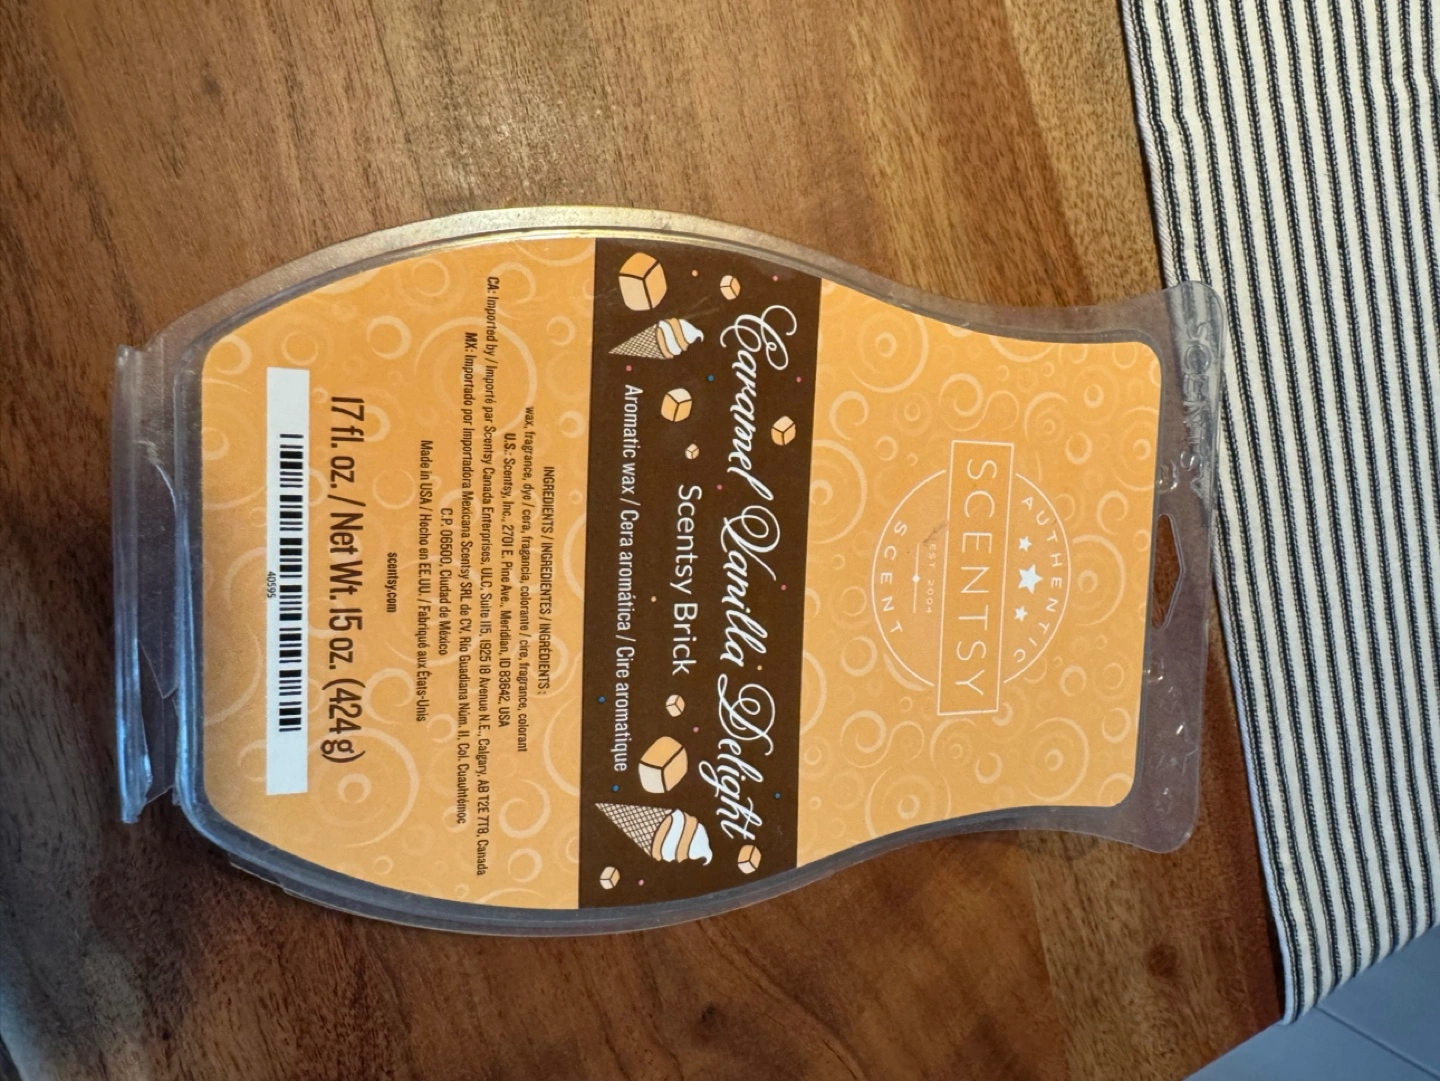 SCENTSY
AUTHENTIC
SCENTSY
EST. 2004
SCENT
Caramel Vanilla Delight
Scentsy Brick
Aromatic wax / Cera aromática / Cire aromatique
INGREDIENTS / INGREDIENTES / INGRÉDIENTS :
wax, fragrance, dye / cera, fragancia, colorante / cire, fragrance, colorant
U.S.: Scentsy, Inc., 2701 E. Pine Ave., Meridian, ID 83642, USA
CA: Imported by / Importé par Scentsy Canada Enterprises, ULC, Suite 115, 1925 18 Avenue N.E., Calgary, AB T2E 7T8, Canada
MX: Importado por Importadora Mexicana Scentsy SRL de CV, Río Guadiana Núm. 11, Col. Cuauhtémoc
C.P. 06500, Ciudad de México
Made in USA / Hecho en EE.UU. / Fabriqué aux États-Unis
scentsy.com
17 fl. oz / Net Wt. 15 oz. (424 g)
40595